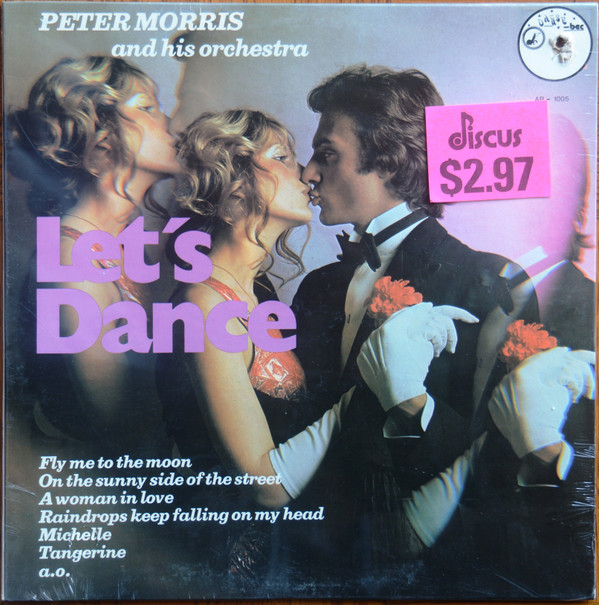 PETER MORRIS
and his orchestra
AR - 1005
discus
$2.97
Let's
Dance
Fly me to the moon
On the sunny side of the street
A woman in love
Raindrops keep falling on my head
Michelle
Tangerine
a.o.